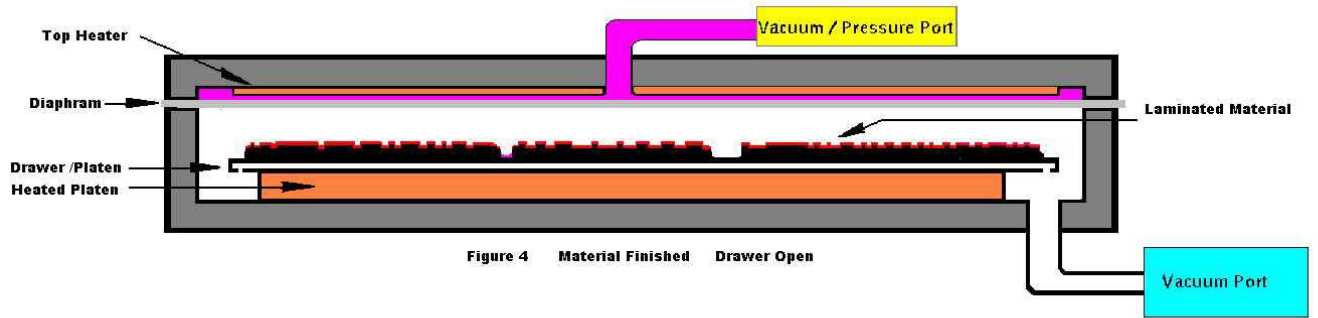 Vacuum / Pressure Port
Top Heater
Diaphram
Laminated Material
Drawer /Platen
Heated Platen
Figure 4 Material Finished Drawer Open
Vacuum Port